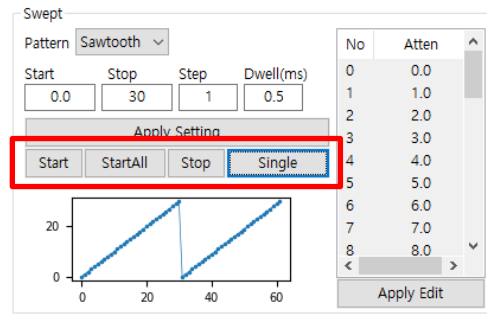 Swept
Pattern Sawtooth
Start Stop Step Dwell(ms)
0.0 30 1 0.5
Apply Setting
Start StartAll Stop Single
20
0
0 20 40 60
No Atten
0 0.0
1 1.0
2 2.0
3 3.0
4 4.0
5 5.0
6 6.0
7 7.0
8 8.0
Apply Edit